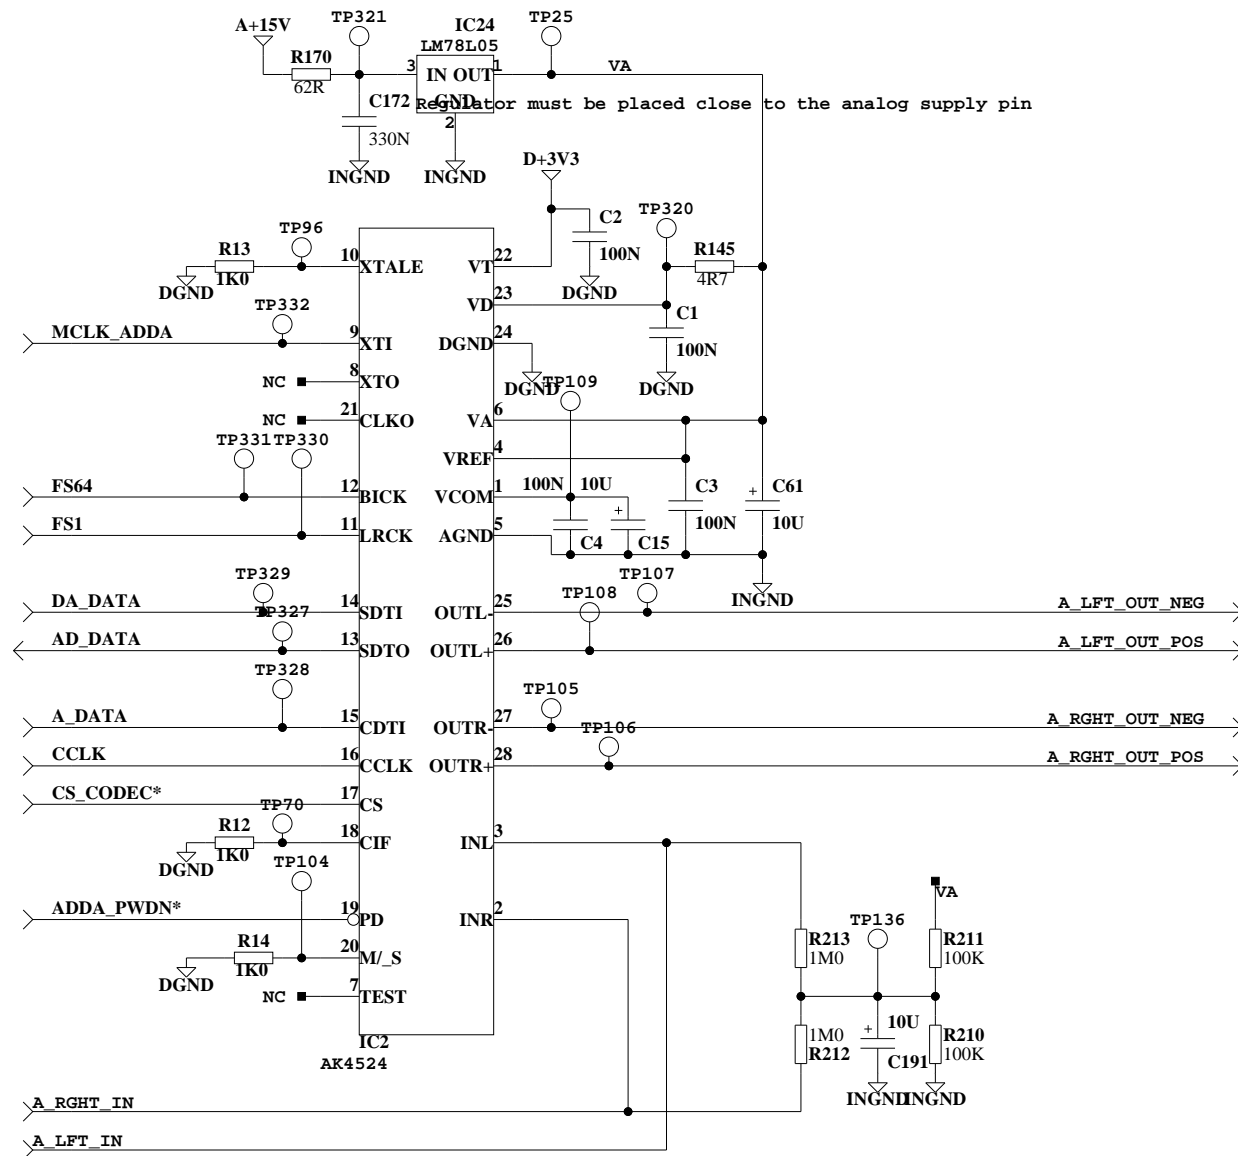 TP321
TP25
A+15V
IC24
LM78L05
R170
62R
3
IN OUT
1
VA
C172
330N
GND
2
Regulator must be placed close to the analog supply pin
INGND
INGND
D+3V3
TP320
C2
100N
DGND
R145
4R7
TP96
R13
1K0
DGND
10
XTALE
VT
22
TP332
VD
23
C1
100N
DGND
MCLK_ADDA
9
XTI
DGND
24
DGND
TP109
NC
8
XTO
NC
21
CLKO
VA
6
TP331
TP330
VREF
4
FS64
12
BICK
VCOM
1
100N
10U
C3
100N
C61
10U
+
FS1
11
LRCK
AGND
5
C4
+
C15
INGND
TP329
TP108
TP107
DA_DATA
14
SDTI
OUTL-
25
A_LFT_OUT_NEG
TP327
AD_DATA
13
SDTO
OUTL+
26
A_LFT_OUT_POS
TP328
TP105
A_DATA
15
CDTI
OUTR-
27
A_RGHT_OUT_NEG
TP106
CCLK
16
CCLK
OUTR+
28
A_RGHT_OUT_POS
CS_CODEC*
17
CS
TP70
R12
1K0
DGND
18
CIF
INL
3
TP104
VA
ADDA_PWDN*
19
PD
INR
2
TP136
R14
1K0
DGND
20
M/_S
R213
1M0
R211
100K
NC
7
TEST
1M0
R212
+
10U
C191
R210
100K
IC2
AK4524
INGND
INGND
A_RGHT_IN
A_LFT_IN